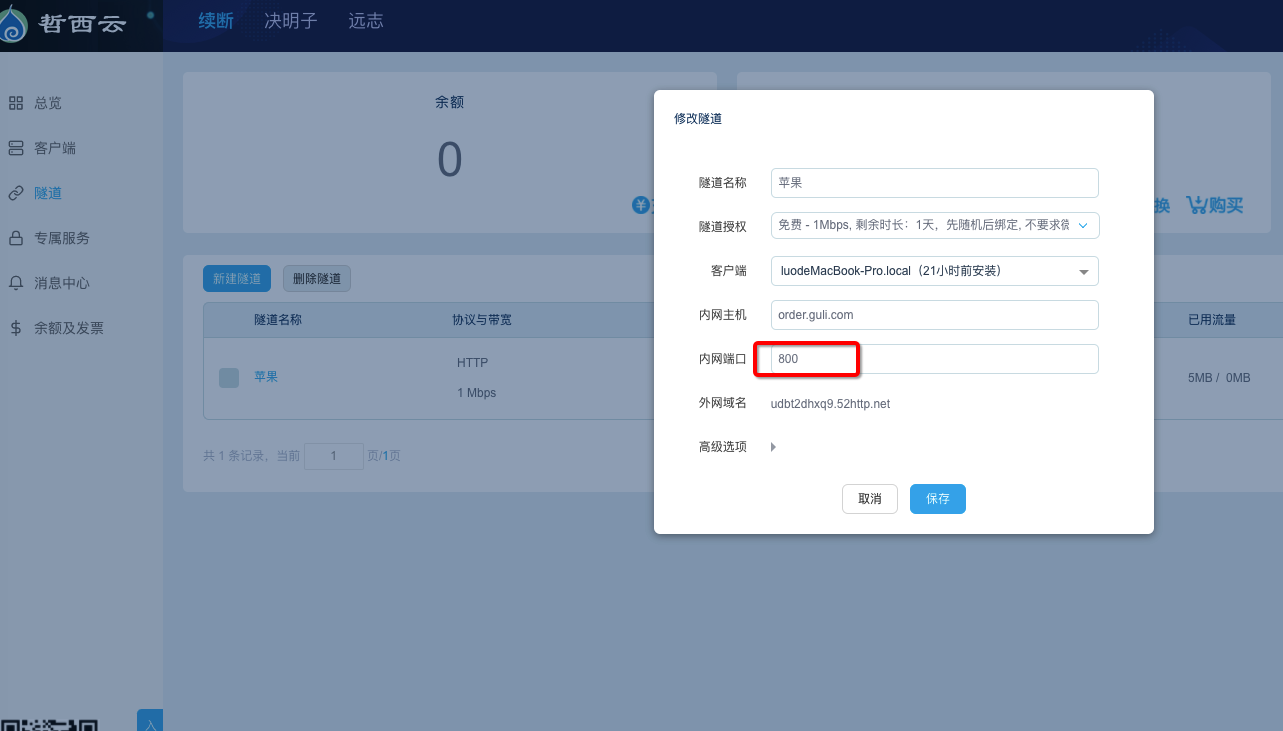 哲西云
续断 决明子 远志
总览
客户端
隧道
专属服务
消息中心
余额及发票
余额
0
换 购买
新建隧道 删除隧道
隧道名称 协议与带宽 已用流量
苹果
HTTP
1 Mbps
5MB / 0MB
共 1 条记录，当前 1 页/1页
入
修改隧道
隧道名称 苹果
隧道授权 免费 - 1Mbps, 剩余时长：1天，先随机后绑定, 不要求微
客户端 luodeMacBook-Pro.local（21小时前安装）
内网主机 order.guli.com
内网端口 800
外网域名 udbt2dhxq9.52http.net
高级选项
取消 保存